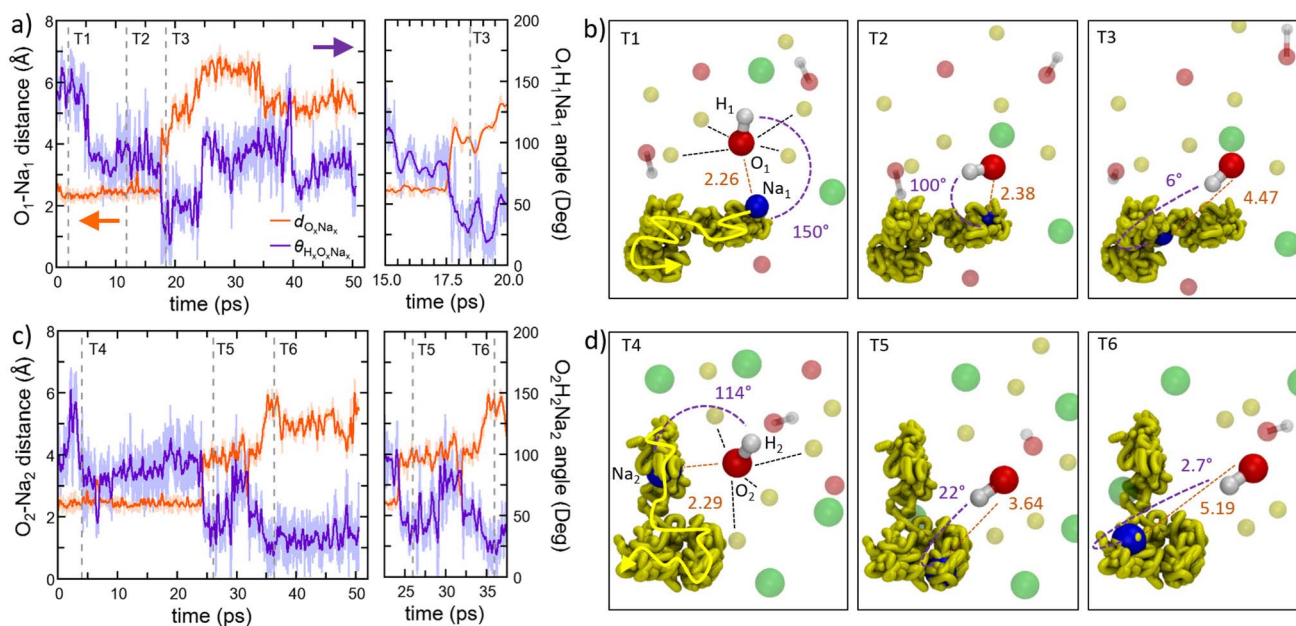 a)
T1
T2
T3
O₁-Na₁ distance (Å)
8
6
4
2
0
0 10 20 30 40 50
time (ps)
d OₓNaₓ
θ HₓOₓNaₓ
T3
200
150
100
50
0
O₁H₁Na₁ angle (Deg)
15.0 17.5 20.0
time (ps)
b)
T1
H₁
O₁
2.26
Na₁
150°
T2
100°
2.38
T3
6°
4.47
c)
T4
T5
T6
O₂-Na₂ distance (Å)
8
6
4
2
0
0 10 20 30 40 50
time (ps)
T5
T6
200
150
100
50
0
O₂H₂Na₂ angle (Deg)
25 30 35
time (ps)
d)
T4
114°
H₂
Na₂
O₂
2.29
T5
22°
3.64
T6
2.7°
5.19